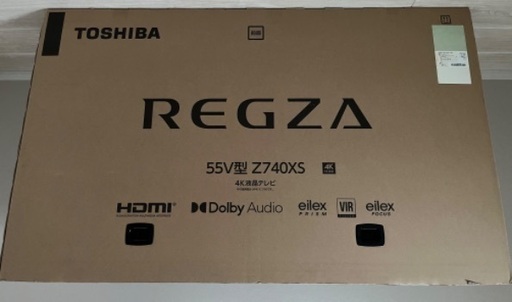 TOSHIBA
REGZA
55V型 Z740XS 4K
4K液晶テレビ
HDMI Dolby Audio eilex PRISM VIR eilex FOCUS